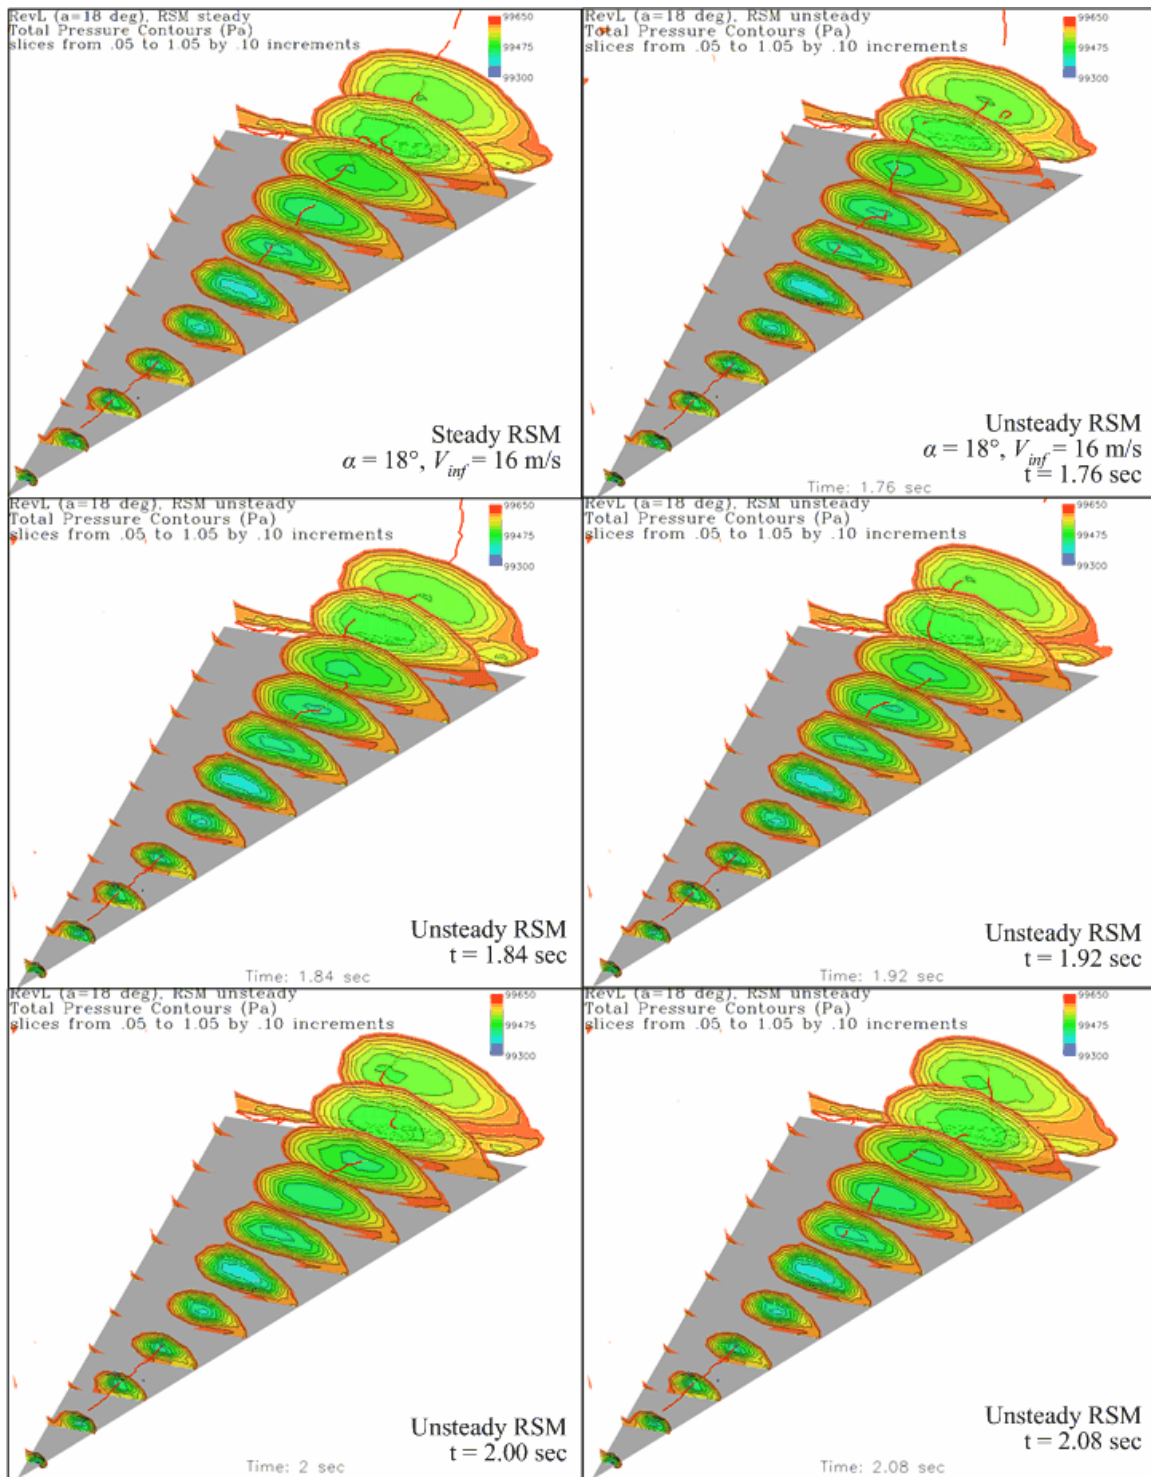 RevL (a=18 deg), RSM steady
Total Pressure Contours (Pa)
slices from .05 to 1.05 by .10 increments
99650
99475
99300
Steady RSM
α = 18°, Vinf = 16 m/s
RevL (a=18 deg), RSM unsteady
Total Pressure Contours (Pa)
slices from .05 to 1.05 by .10 increments
99650
99475
99300
Unsteady RSM
α = 18°, Vinf = 16 m/s
t = 1.76 sec
Time: 1.76 sec
RevL (a=18 deg), RSM unsteady
Total Pressure Contours (Pa)
slices from .05 to 1.05 by .10 increments
99650
99475
99300
Unsteady RSM
t = 1.84 sec
Time: 1.84 sec
RevL (a=18 deg), RSM unsteady
Total Pressure Contours (Pa)
slices from .05 to 1.05 by .10 increments
99650
99475
99300
Unsteady RSM
t = 1.92 sec
Time: 1.92 sec
RevL (a=18 deg), RSM unsteady
Total Pressure Contours (Pa)
slices from .05 to 1.05 by .10 increments
99650
99475
99300
Unsteady RSM
t = 2.00 sec
Time: 2 sec
RevL (a=18 deg), RSM unsteady
Total Pressure Contours (Pa)
slices from .05 to 1.05 by .10 increments
99650
99475
99300
Unsteady RSM
t = 2.08 sec
Time: 2.08 sec